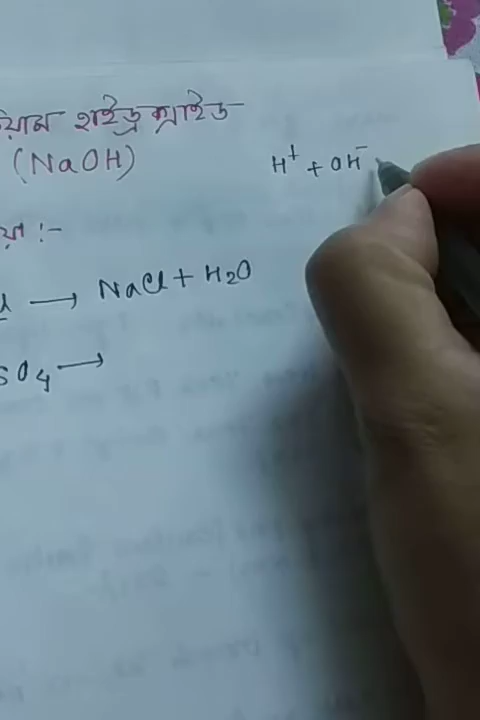 হাইড্রক্সাইড
(NaOH)
H⁺ + OH⁻
⟶ NaCl + H₂O
SO₄ ⟶